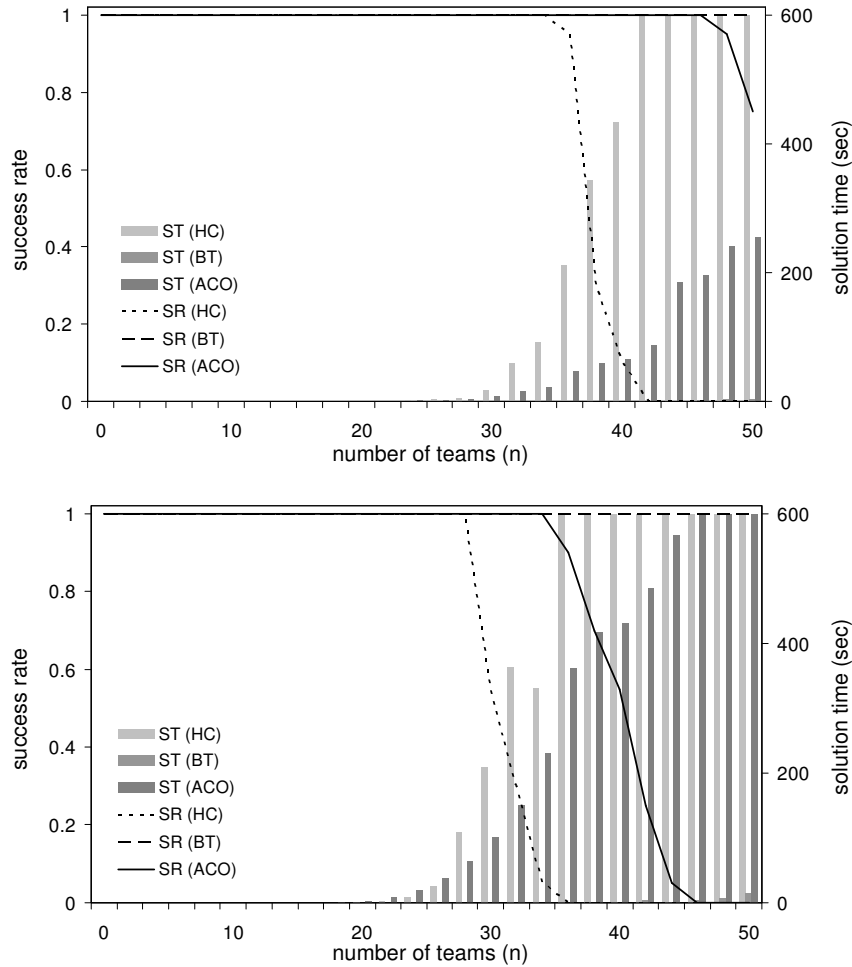 1
0.8
0.6
0.4
0.2
0
600
400
200
0
success rate
solution time (sec)
ST (HC)
ST (BT)
ST (ACO)
SR (HC)
SR (BT)
SR (ACO)
0 10 20 30 40 50
number of teams (n)
1
0.8
0.6
0.4
0.2
0
600
400
200
0
success rate
solution time (sec)
ST (HC)
ST (BT)
ST (ACO)
SR (HC)
SR (BT)
SR (ACO)
0 10 20 30 40 50
number of teams (n)